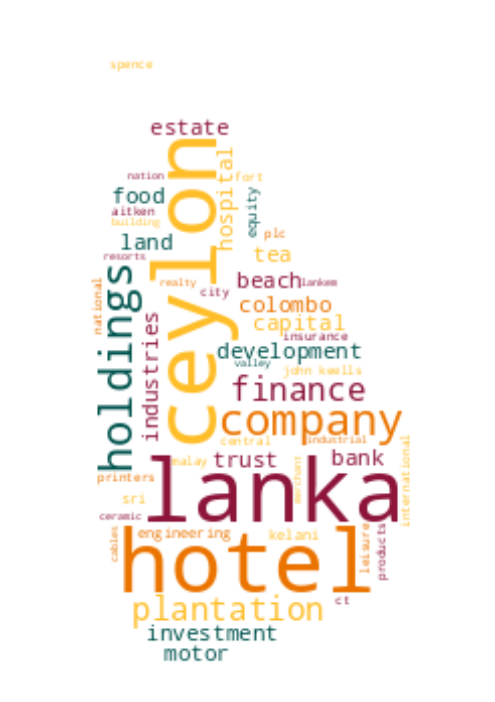 spence
estate
nation
fort
food
aitken
building
hospital
equity
ceylon
plc
land
resorts
tea
realty
city
beach
lankem
national
holdings
industries
colombo
capital
insurance
development
valley
john keells
finance
company
central
industrial
malay
trust
merchant
bank
international
printers
lanka
sri
ceramic
cables
engineering
kelani
leisure
products
hotel
plantation
ct
investment
motor